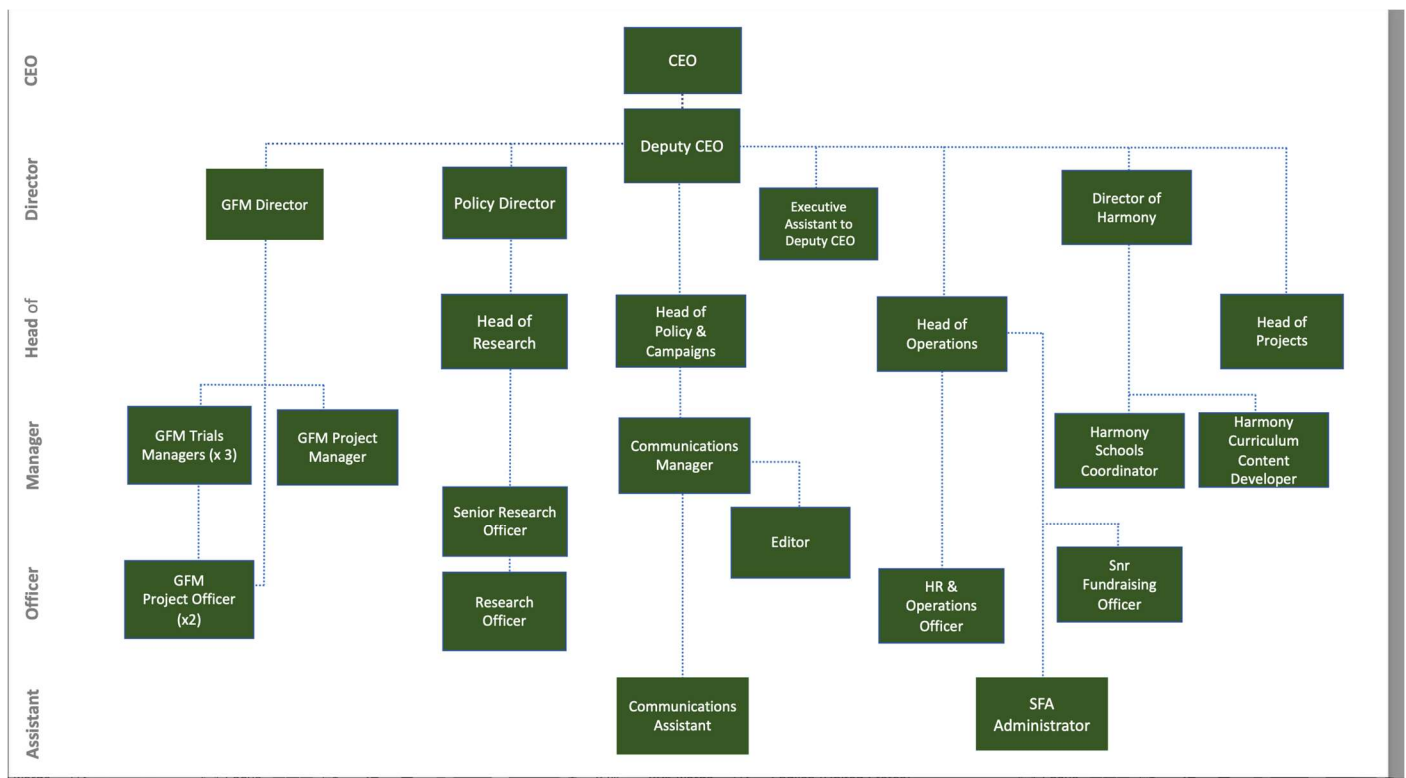 CEO
CEO
Deputy CEO
Director
GFM Director
Policy Director
Executive
Assistant to
Deputy CEO
Director of
Harmony
Head of
Head of
Research
Head of
Policy &
Campaigns
Head of
Operations
Head of
Projects
Manager
GFM Trials
Managers (x 3)
GFM Project
Manager
Communications
Manager
Harmony
Schools
Coordinator
Harmony
Curriculum
Content
Developer
Officer
Senior Research
Officer
Editor
GFM
Project Officer
(x2)
Research
Officer
HR &
Operations
Officer
Snr
Fundraising
Officer
Assistant
Communications
Assistant
SFA
Administrator